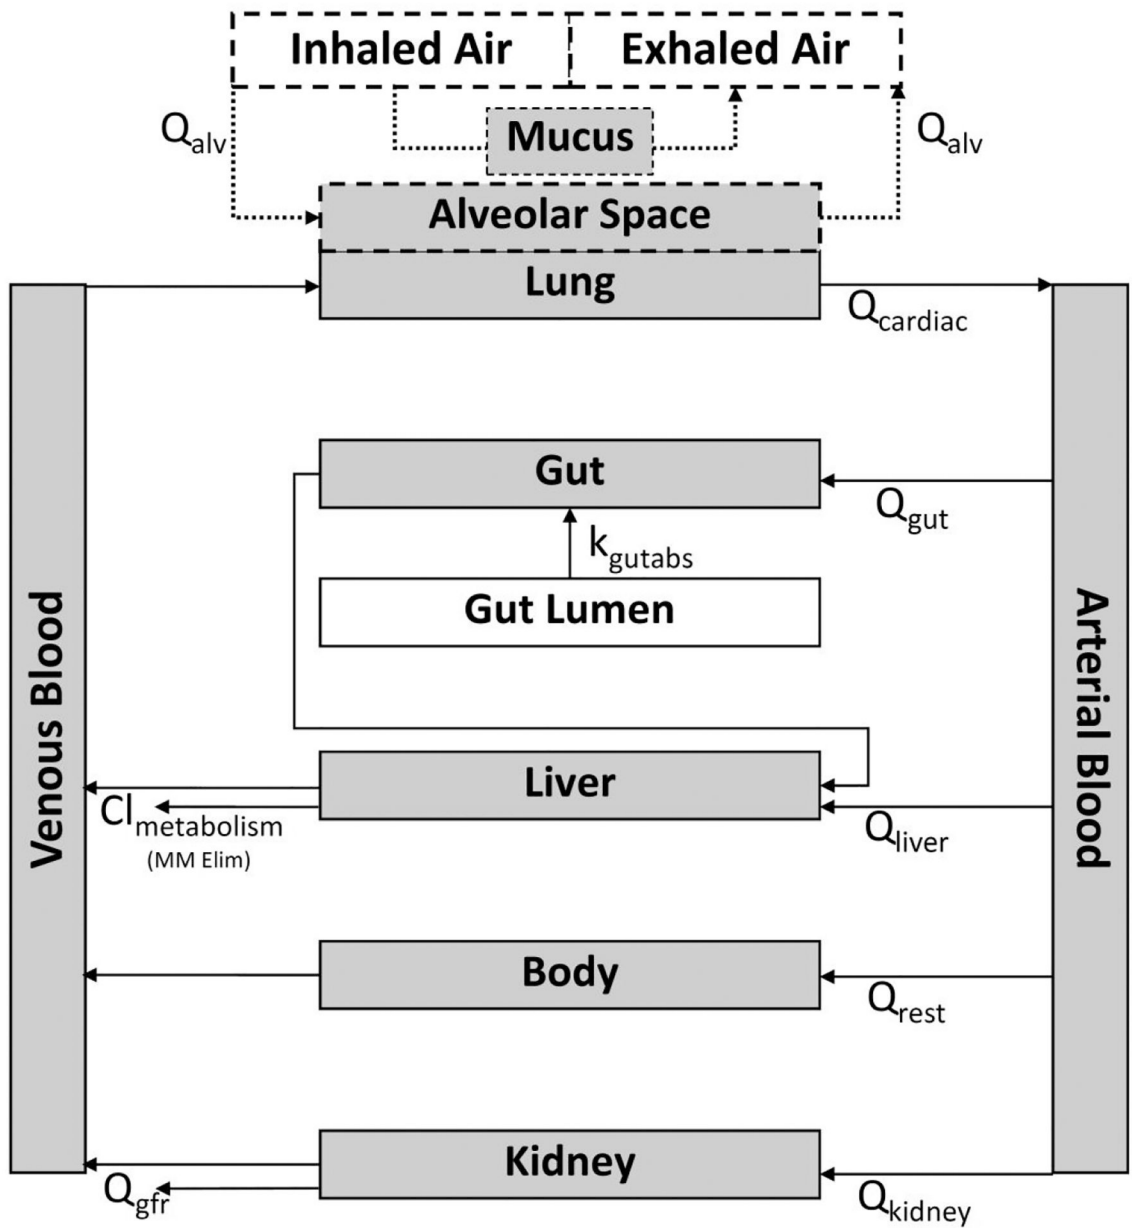 Inhaled Air
Exhaled Air
Mucus
Qalv
Qalv
Alveolar Space
Lung
Qcardiac
Gut
Qgut
kgutabs
Gut Lumen
Venous Blood
Arterial Blood
Liver
Clmetabolism
(MM Elim)
Qliver
Body
Qrest
Kidney
Qgfr
Qkidney